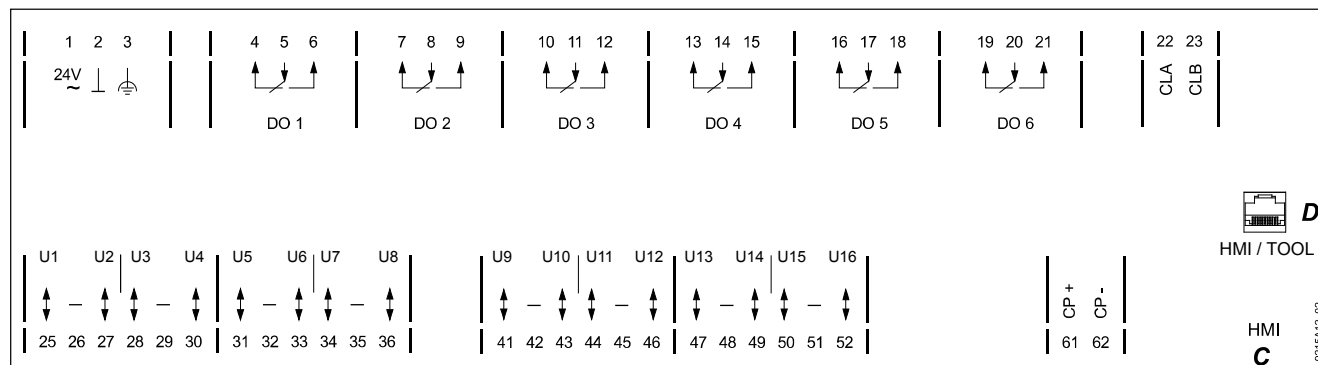 1 2 3 4 5 6 7 8 9 10 11 12 13 14 15 16 17 18 19 20 21 22 23
24V
~
CLA CLB
DO 1 DO 2 DO 3 DO 4 DO 5 DO 6
D
HMI / TOOL
U1 U2 U3 U4 U5 U6 U7 U8 U9 U10 U11 U12 U13 U14 U15 U16
CP + CP -
25 26 27 28 29 30 31 32 33 34 35 36 41 42 43 44 45 46 47 48 49 50 51 52 61 62
HMI
C